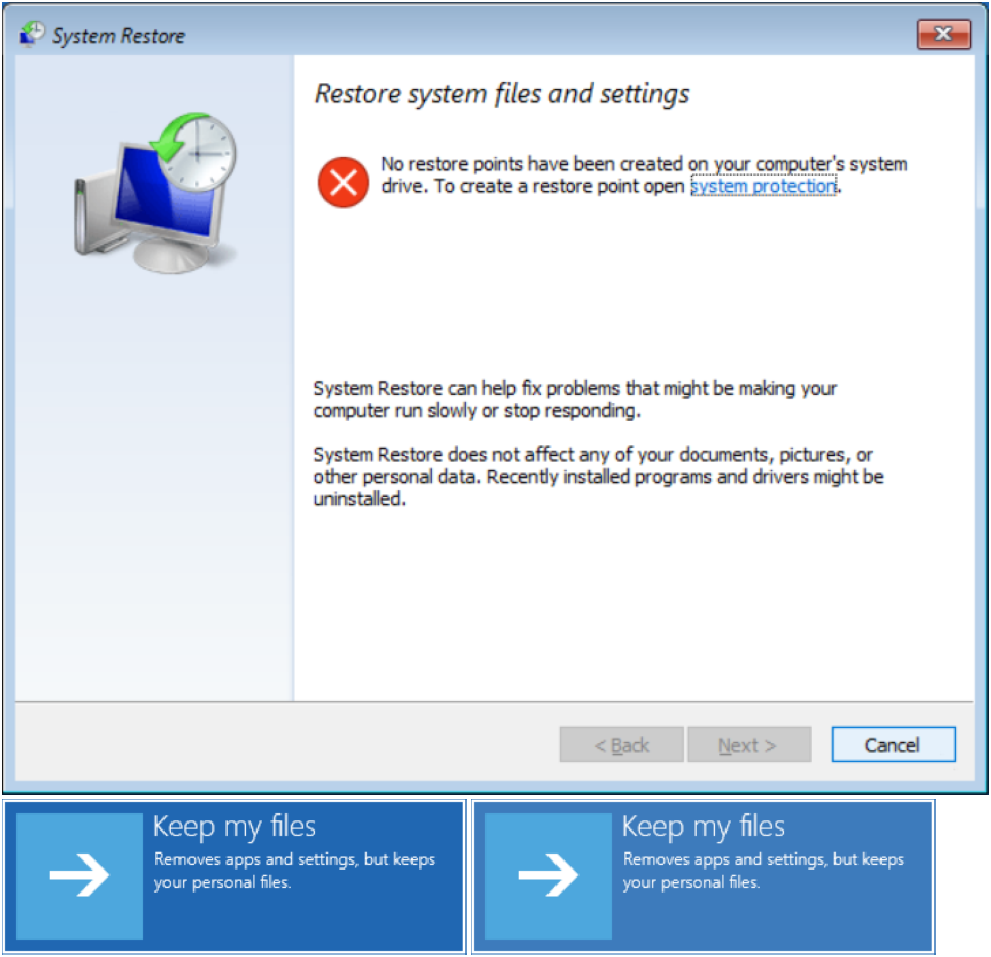 System Restore
Restore system files and settings
No restore points have been created on your computer's system
drive. To create a restore point open system protection.
System Restore can help fix problems that might be making your
computer run slowly or stop responding.
System Restore does not affect any of your documents, pictures, or
other personal data. Recently installed programs and drivers might be
uninstalled.
< Back
Next >
Cancel
Keep my files
Removes apps and settings, but keeps
your personal files.
Keep my files
Removes apps and settings, but keeps
your personal files.